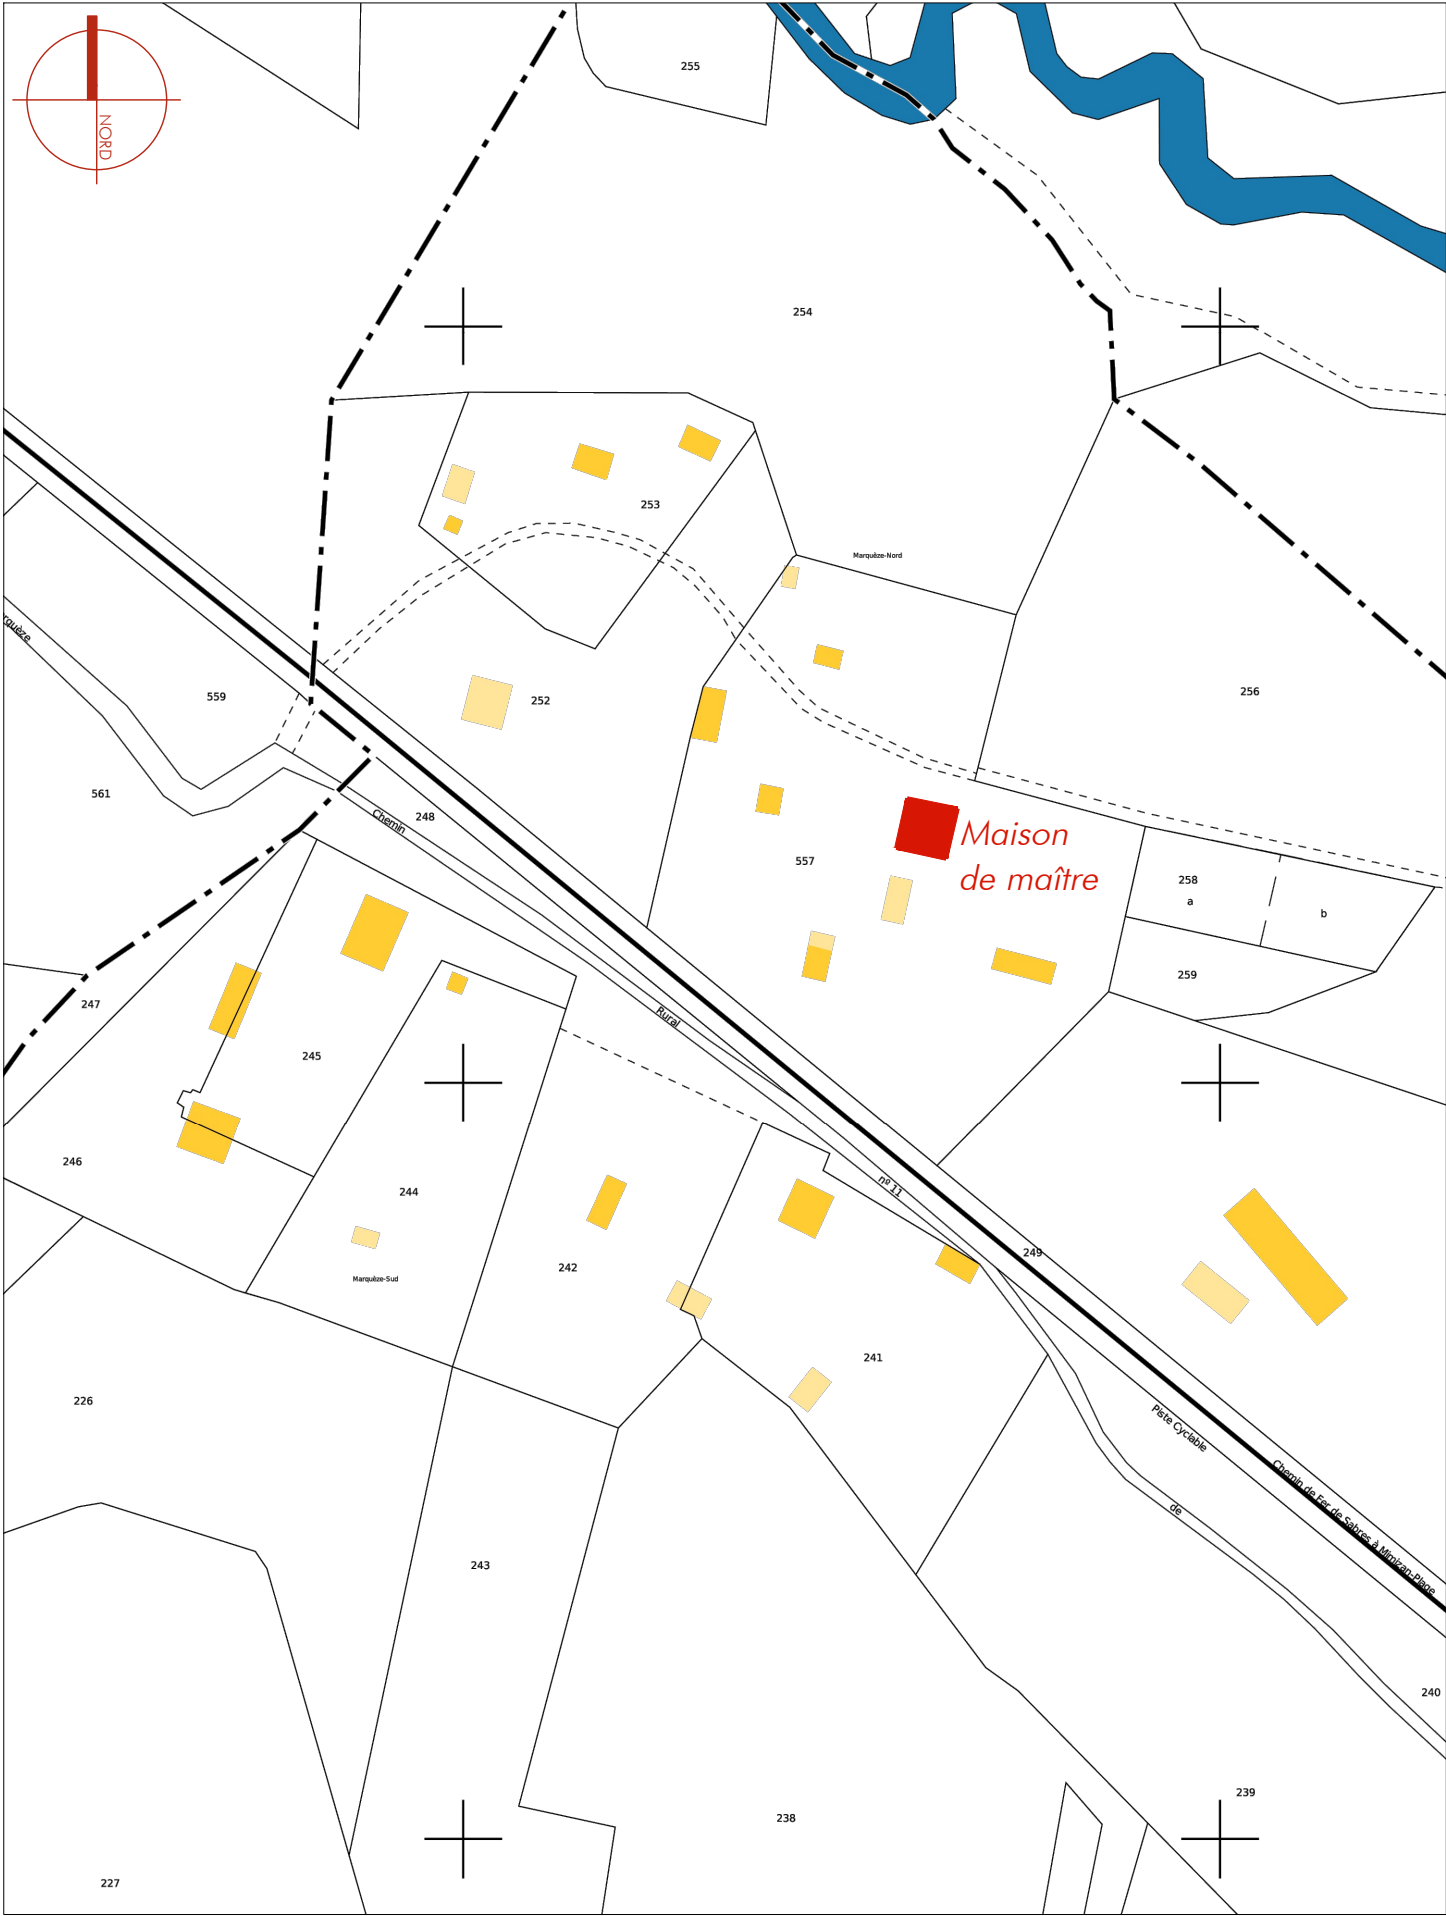 NORD
255
254
253
Marquèze-Nord
rquèze
559
252
256
561
248
Chemin
Maison
de maître
557
258
a
b
259
247
Rural
245
246
244
nº 11
242
249
Marquèze-Sud
241
226
Piste Cyclable
Chemin de Fer de Sabres à Mimizan-Plage
de
243
240
239
238
227